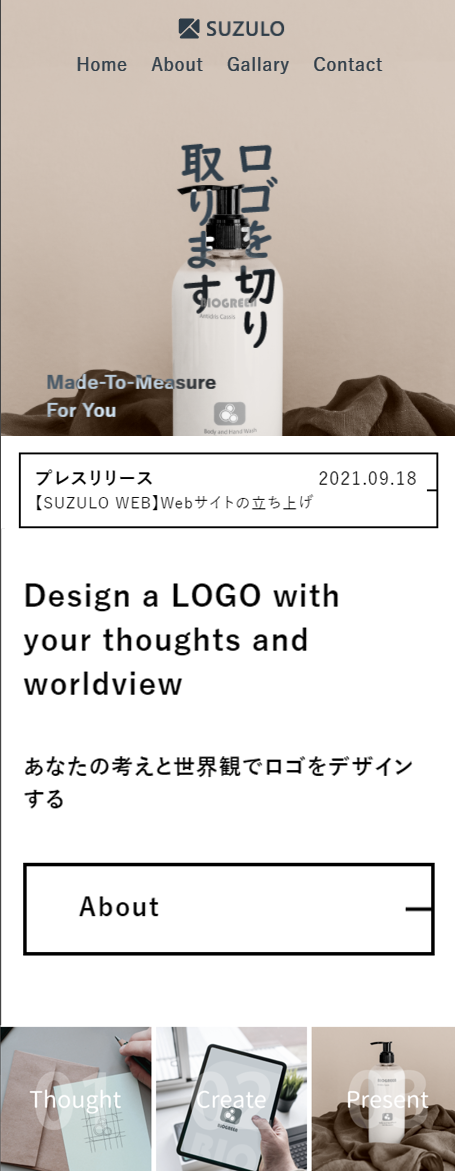 SUZULO
Home About Gallary Contact
ロゴを切り
取ります
BIOGREEN
Antidis Cassis
Body and Hand Wash
Made-To-Measure
For You
プレスリリース 2021.09.18
【SUZULO WEB】Webサイトの立ち上げ
Design a LOGO with
your thoughts and
worldview
あなたの考えと世界観でロゴをデザイン
する
About
01
Thought
02
Create
BIOGREEN
BIO
03
Present
BIOGREEN